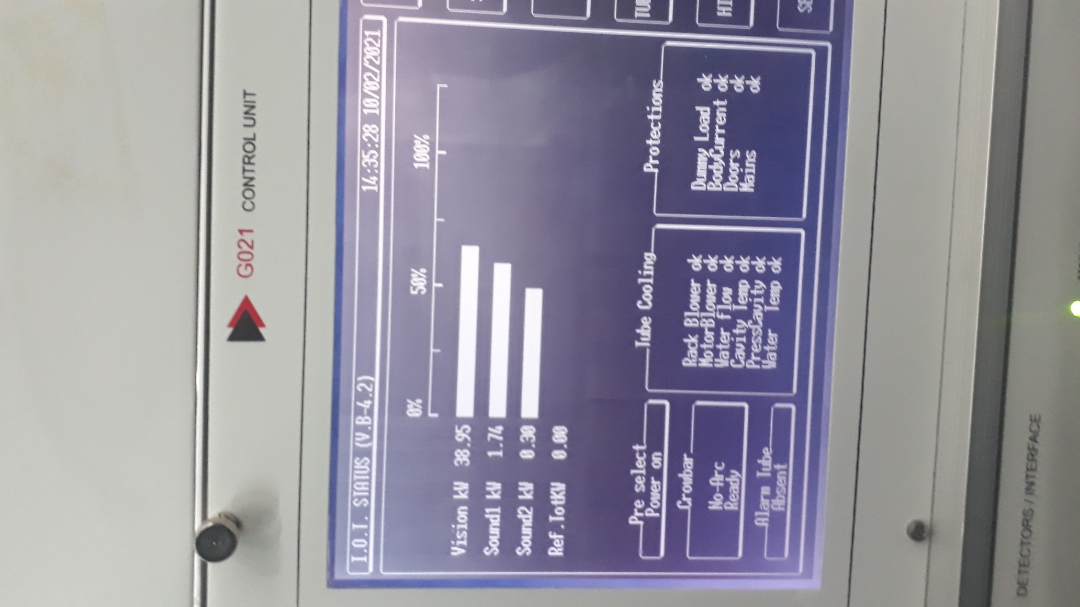 G021 CONTROL UNIT
I.O.T. STATUS (V.B-4.2) 14:35:28 10/02/2021
0% 50% 100%
Vision kW 38.95
Sound1 kW 1.74
Sound2 kW 0.30
Ref.TotKW 0.00
Pre select
Power on
Crowbar
No-Arc
Ready
Alarm Tube
Absent
Tube Cooling
Rack Blower ok
MotorBlower ok
Water flow ok
Cavity Temp ok
PressCavity ok
Water Temp ok
Protections
Dummy Load ok
BodyCurrent ok
Doors ok
Mains ok
TU
HI
SE
DETECTORS / INTERFACE